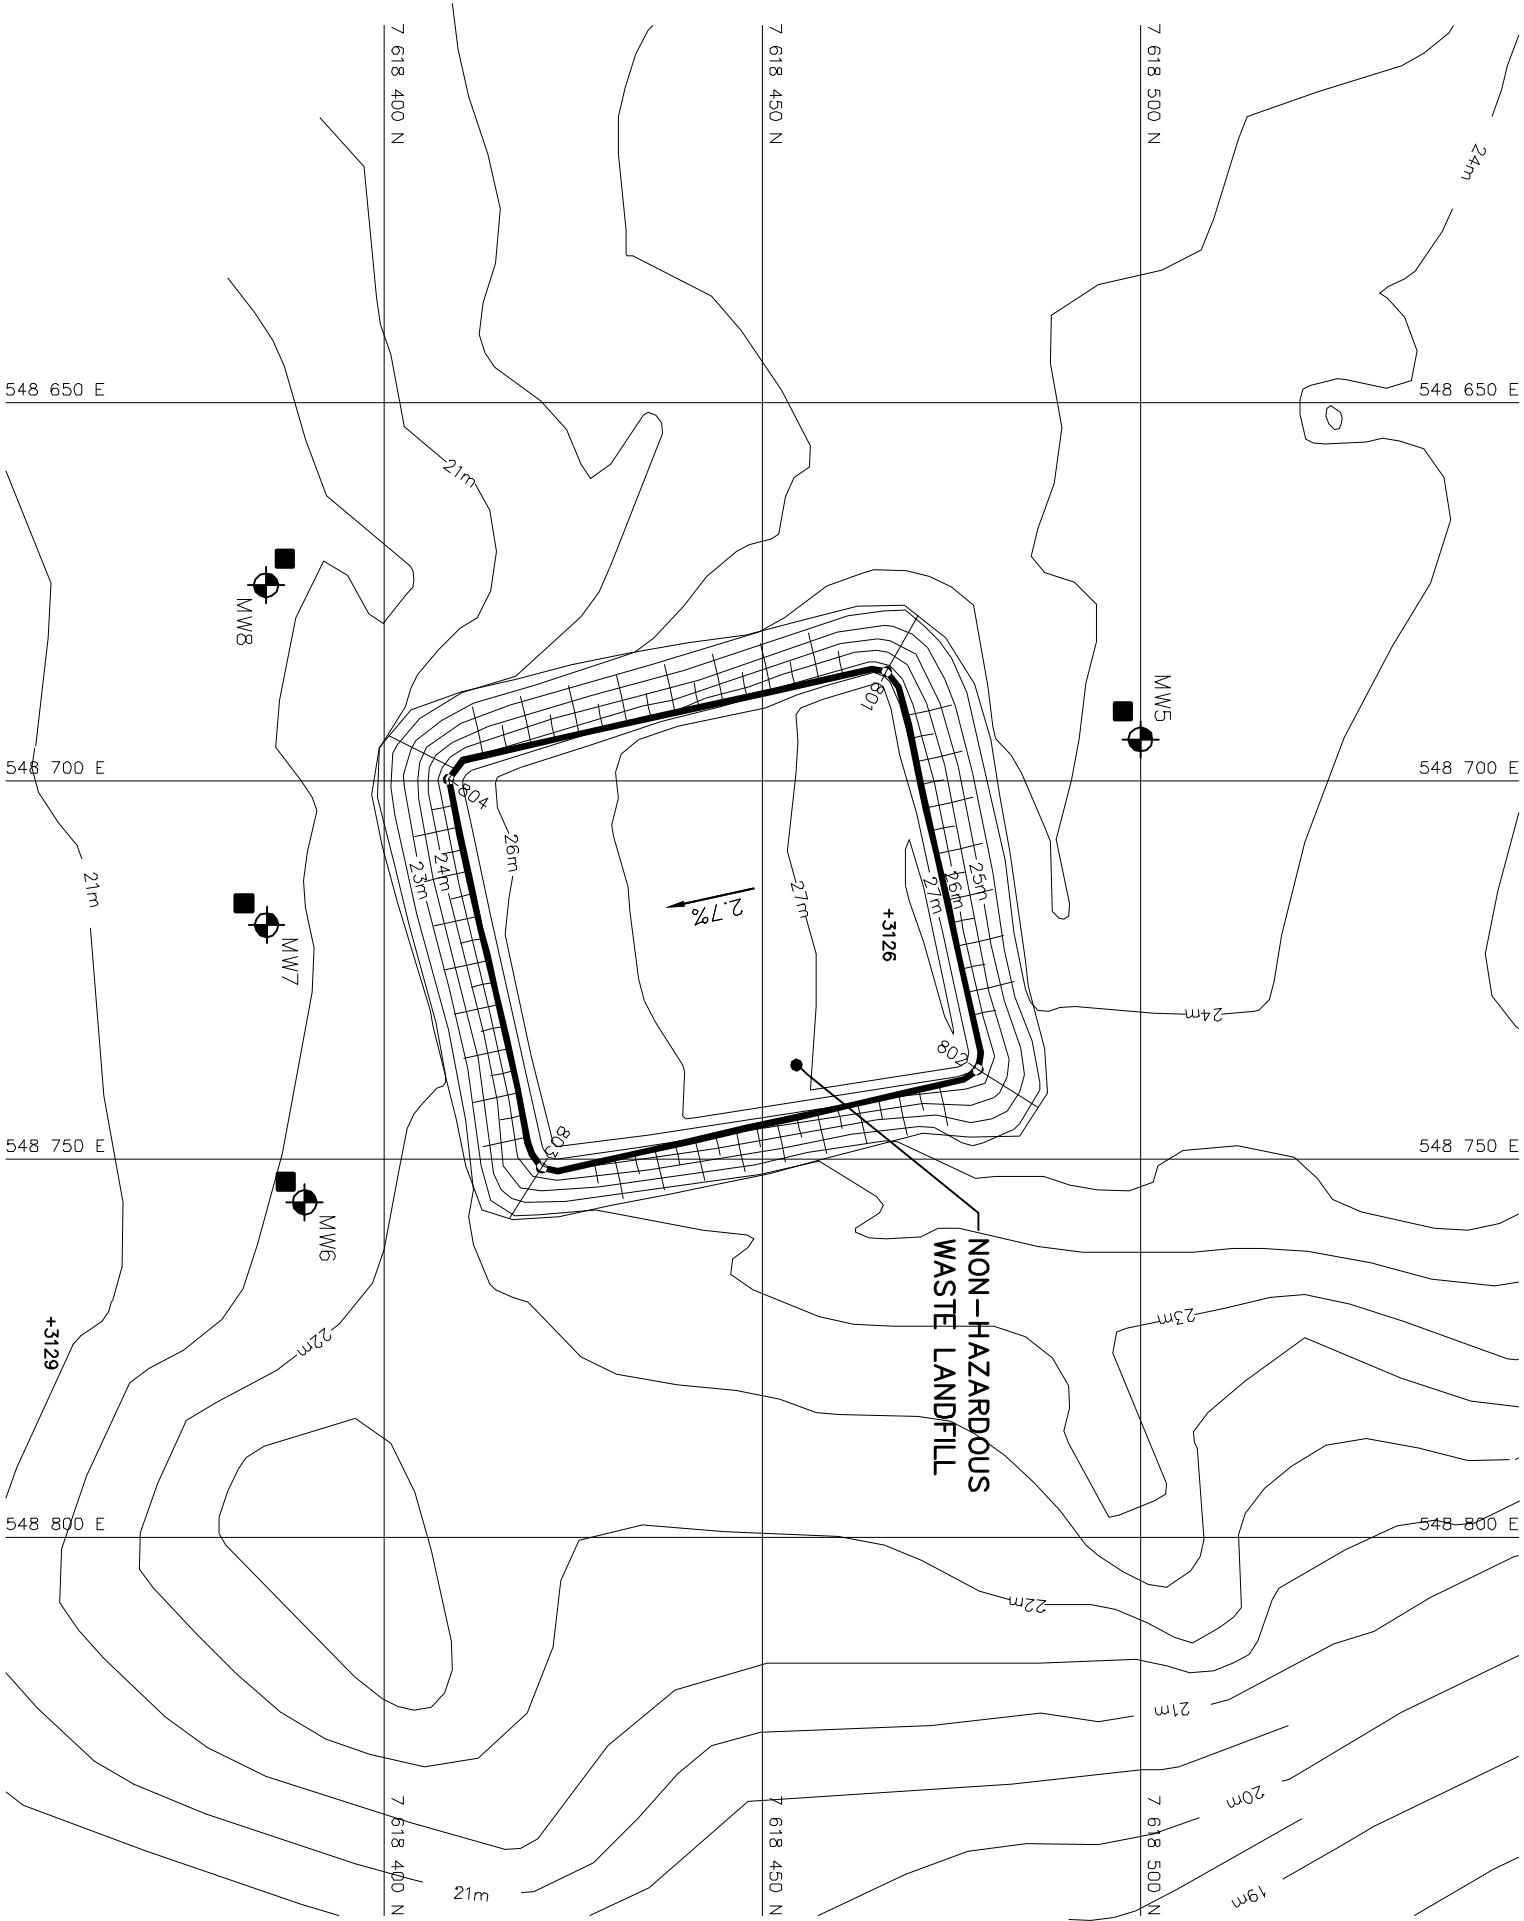 7 618 400 N
7 618 450 N
7 618 500 N
24m
548 650 E
548 650 E
21m
MW8
MW5
801
548 700 E
548 700 E
804
26m
24m
23m
21m
2.7%
27m
27m
26m
25m
+3126
MW7
24m
802
803
548 750 E
548 750 E
MW6
NON-HAZARDOUS
WASTE LANDFILL
23m
22m
+3129
548 800 E
548 800 E
22m
21m
20m
19m
21m
7 618 400 N
7 618 450 N
7 618 500 N